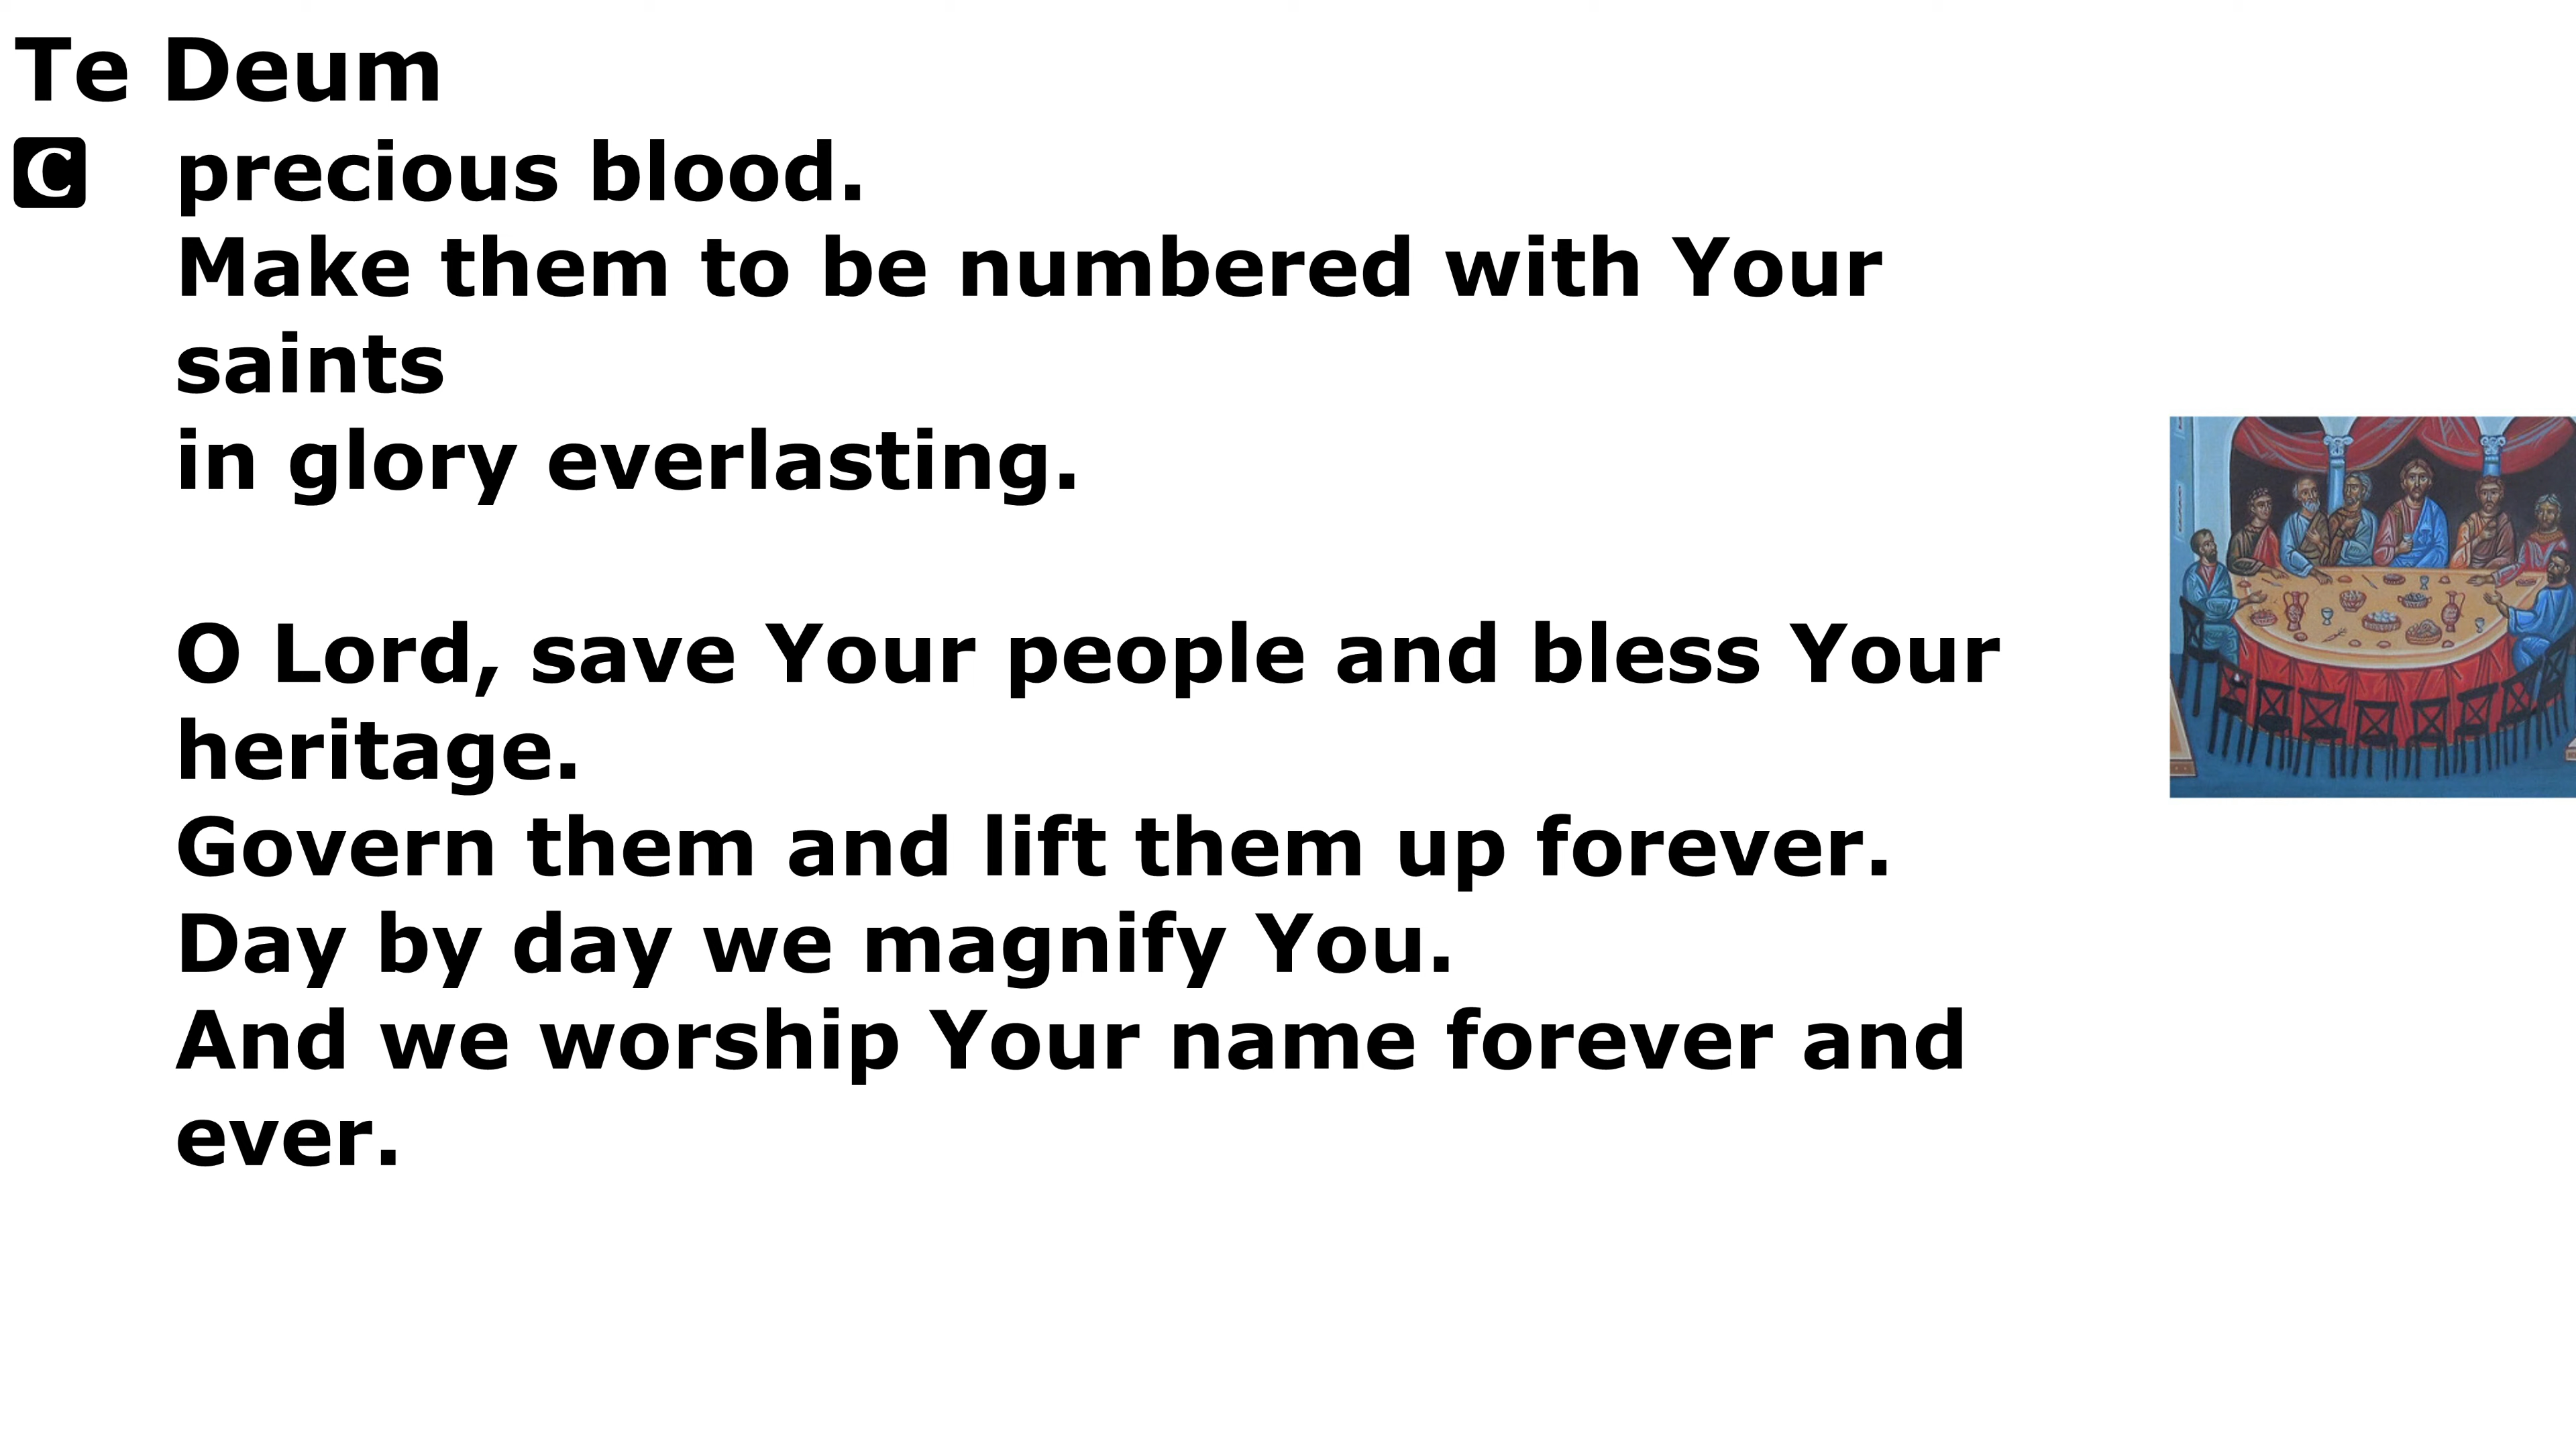 Te Deum
C precious blood.
Make them to be numbered with Your
saints
in glory everlasting.
O Lord, save Your people and bless Your
heritage.
Govern them and lift them up forever.
Day by day we magnify You.
And we worship Your name forever and
ever.